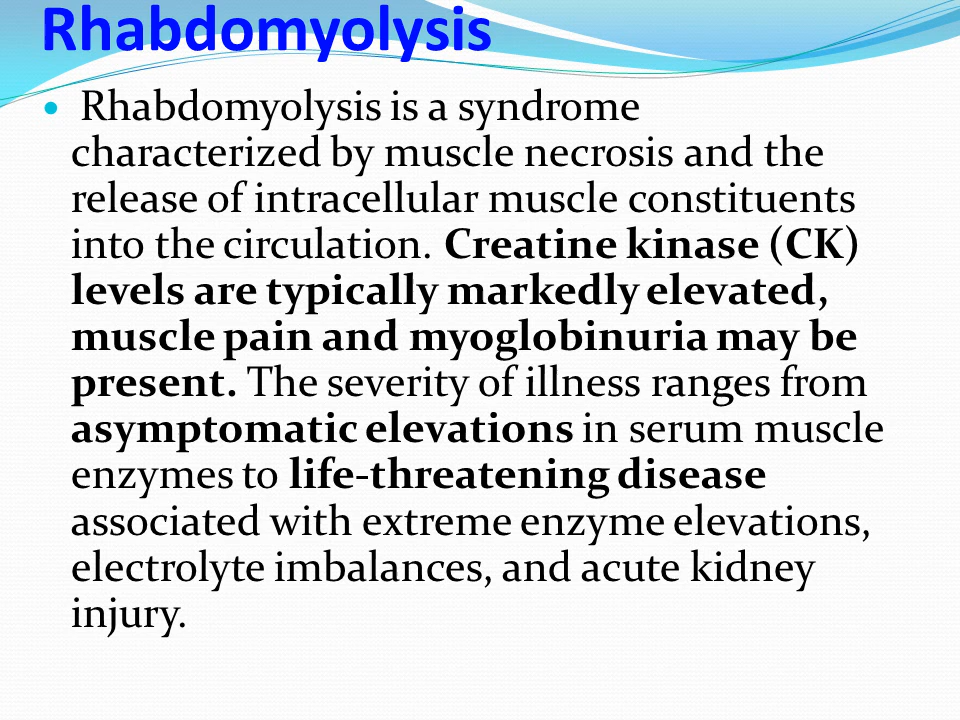 Rhabdomyolysis
• Rhabdomyolysis is a syndrome
characterized by muscle necrosis and the
release of intracellular muscle constituents
into the circulation. Creatine kinase (CK)
levels are typically markedly elevated,
muscle pain and myoglobinuria may be
present. The severity of illness ranges from
asymptomatic elevations in serum muscle
enzymes to life-threatening disease
associated with extreme enzyme elevations,
electrolyte imbalances, and acute kidney
injury.